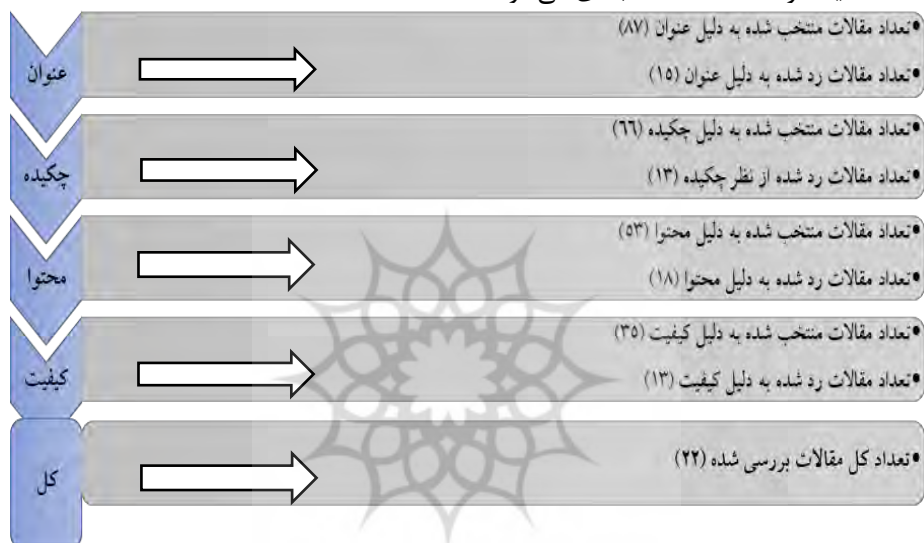 عنوان
•تعداد مقالات منتخب شده به دلیل عنوان (۸۷)
•تعداد مقالات رد شده به دلیل عنوان (۱۵)
چکیده
•تعداد مقالات منتخب شده به دلیل چکیده (٦٦)
•تعداد مقالات رد شده از نظر چکیده (۱۳)
محتوا
•تعداد مقالات منتخب شده به دلیل محتوا (۵۳)
•تعداد مقالات رد شده به دلیل محتوا (۱۸)
کیفیت
•تعداد مقالات منتخب شده به دلیل کیفیت (۳۵)
•تعداد مقالات رد شده به دلیل کیفیت (۱۳)
کل
•تعداد کل مقالات بررسی شده (۲۲)